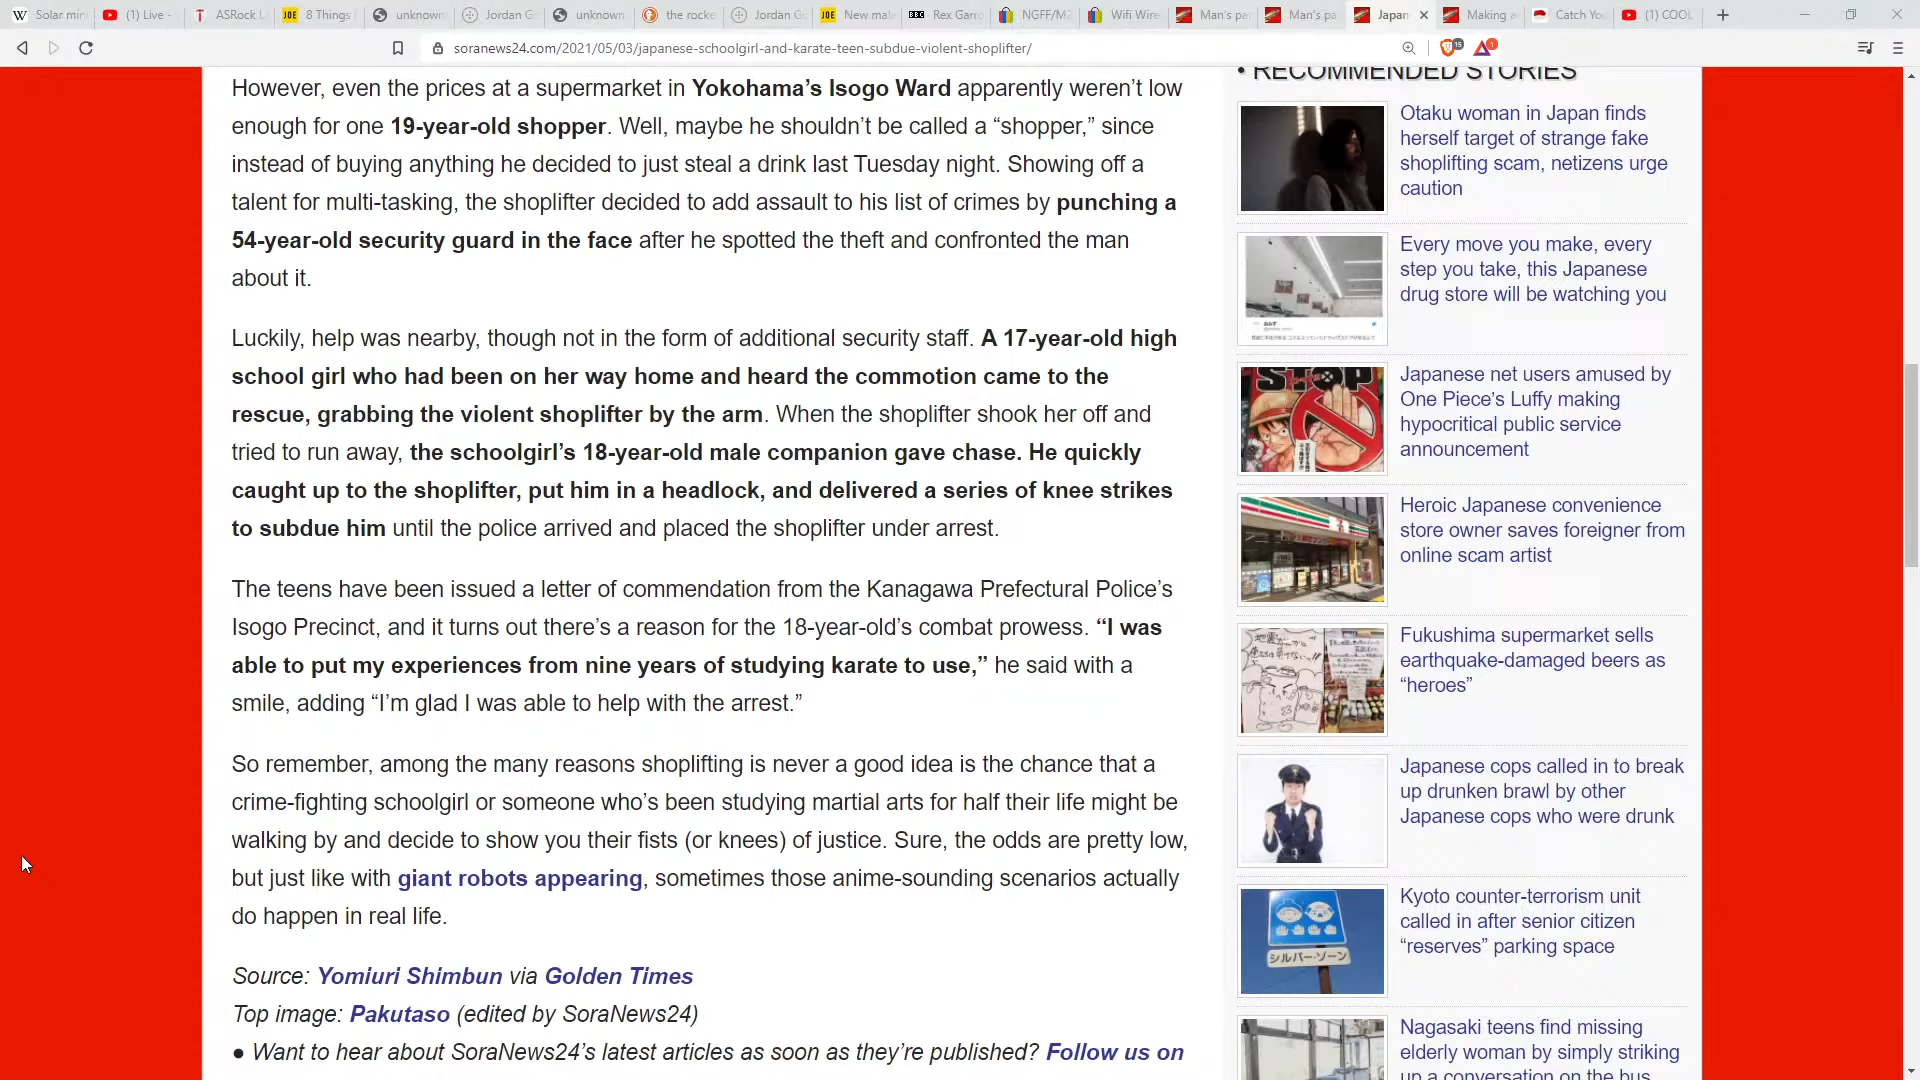 Solar min
(1) Live -
ASRock L
8 Things
unknown
Jordan G
unknown.
the rocke
Jordan G
New male
Rex Garro
NGFF/M2
Wifi Wire
Man's pa
Man's pa
Japan
Making a
Catch Yo
(1) COOL
soranews24.com/2021/05/03/japanese-schoolgirl-and-karate-teen-subdue-violent-shoplifter/
However, even the prices at a supermarket in Yokohama's Isogo Ward apparently weren't low
enough for one 19-year-old shopper. Well, maybe he shouldn't be called a “shopper,” since
instead of buying anything he decided to just steal a drink last Tuesday night. Showing off a
talent for multi-tasking, the shoplifter decided to add assault to his list of crimes by punching a
54-year-old security guard in the face after he spotted the theft and confronted the man
about it.
Luckily, help was nearby, though not in the form of additional security staff. A 17-year-old high
school girl who had been on her way home and heard the commotion came to the
rescue, grabbing the violent shoplifter by the arm. When the shoplifter shook her off and
tried to run away, the schoolgirl's 18-year-old male companion gave chase. He quickly
caught up to the shoplifter, put him in a headlock, and delivered a series of knee strikes
to subdue him until the police arrived and placed the shoplifter under arrest.
The teens have been issued a letter of commendation from the Kanagawa Prefectural Police's
Isogo Precinct, and it turns out there's a reason for the 18-year-old's combat prowess. “I was
able to put my experiences from nine years of studying karate to use,” he said with a
smile, adding “I'm glad I was able to help with the arrest.”
So remember, among the many reasons shoplifting is never a good idea is the chance that a
crime-fighting schoolgirl or someone who's been studying martial arts for half their life might be
walking by and decide to show you their fists (or knees) of justice. Sure, the odds are pretty low,
but just like with giant robots appearing, sometimes those anime-sounding scenarios actually
do happen in real life.
Source: Yomiuri Shimbun via Golden Times
Top image: Pakutaso (edited by SoraNews24)
● Want to hear about SoraNews24's latest articles as soon as they're published? Follow us on
• RECOMMENDED STORIES
Otaku woman in Japan finds
herself target of strange fake
shoplifting scam, netizens urge
caution
Every move you make, every
step you take, this Japanese
drug store will be watching you
STOP
Japanese net users amused by
One Piece's Luffy making
hypocritical public service
announcement
Heroic Japanese convenience
store owner saves foreigner from
online scam artist
Fukushima supermarket sells
earthquake-damaged beers as
“heroes”
Japanese cops called in to break
up drunken brawl by other
Japanese cops who were drunk
シルバーゾーン
Kyoto counter-terrorism unit
called in after senior citizen
“reserves” parking space
Nagasaki teens find missing
elderly woman by simply striking
up a conversation on the bus